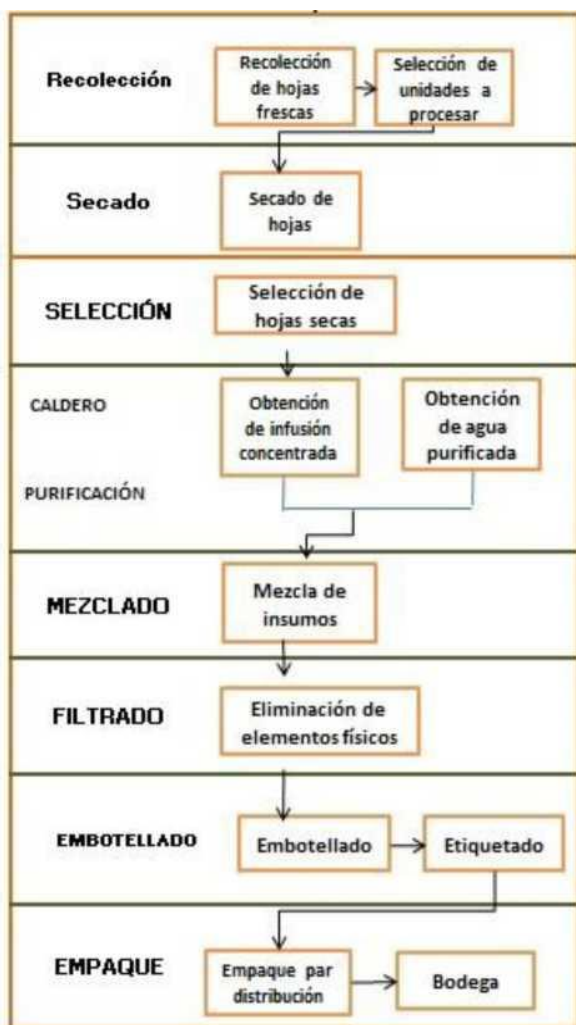 Recolección
Recolección
de hojas
frescas
Selección de
unidades a
procesar
Secado
Secado de
hojas
SELECCIÓN
Selección de
hojas secas
CALDERO
PURIFICACIÓN
Obtención
de infusión
concentrada
Obtención
de agua
purificada
MEZCLADO
Mezcla de
insumos
FILTRADO
Eliminación de
elementos físicos
EMBOTELLADO
Embotellado
Etiquetado
EMPAQUE
Empaque par
distribución
Bodega